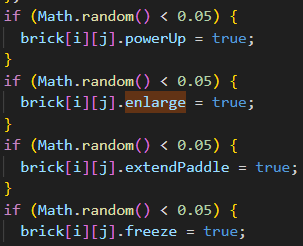 if (Math.random() < 0.05) {
brick[i][j].powerUp = true;
}
if (Math.random() < 0.05) {
brick[i][j].enlarge = true;
}
if (Math.random() < 0.05) {
brick[i][j].extendPaddle = true;
}
if (Math.random() < 0.05) {
brick[i][j].freeze = true;